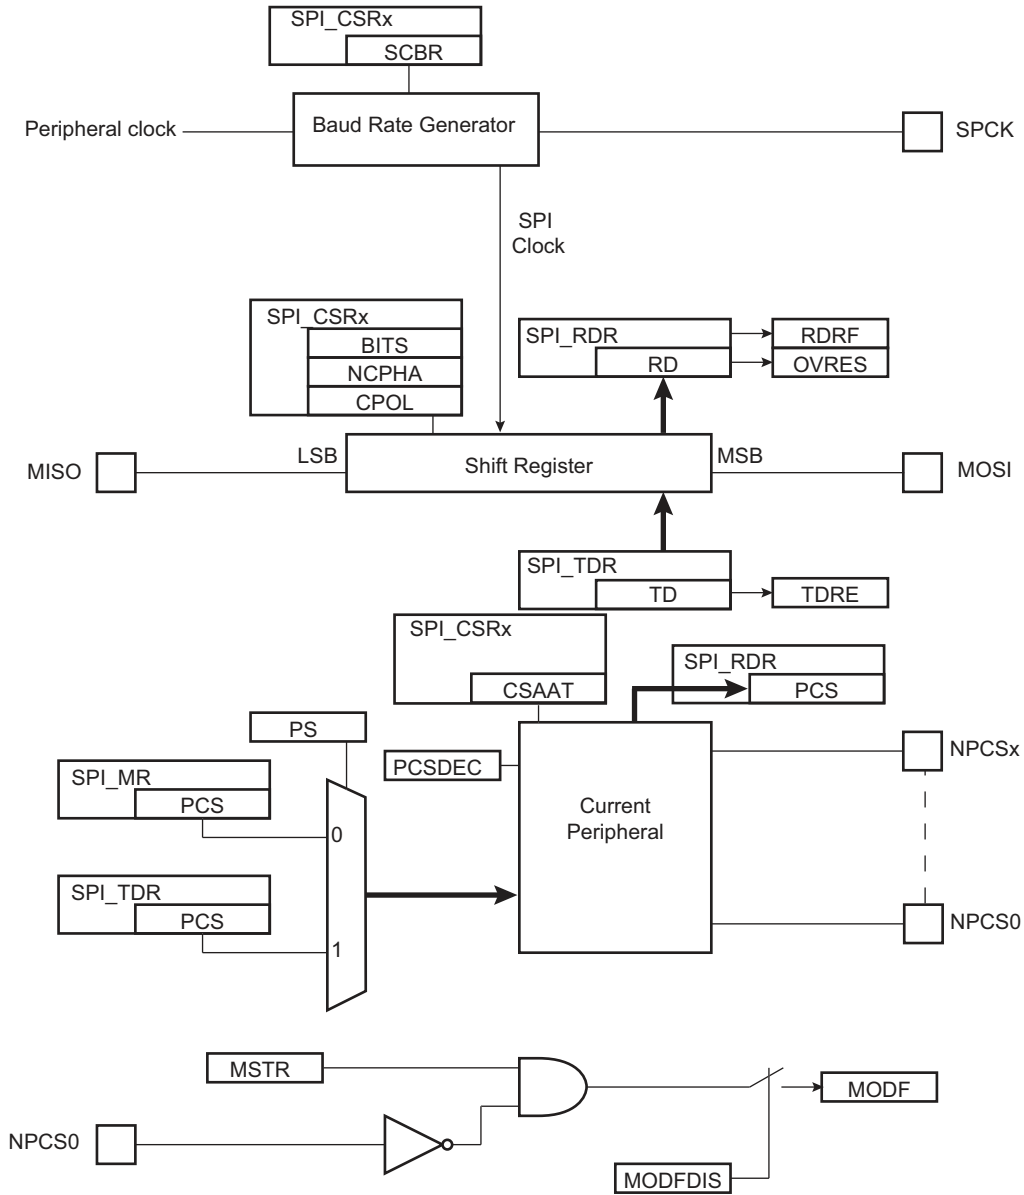 SPI_CSRx
SCBR
Peripheral clock
Baud Rate Generator
SPCK
SPI
Clock
SPI_CSRx
BITS
NCPHA
CPOL
SPI_RDR
RD
RDRF
OVRES
MISO
LSB
Shift Register
MSB
MOSI
SPI_TDR
TD
TDRE
SPI_CSRx
CSAAT
SPI_RDR
PCS
PS
PCSDEC
NPCSx
SPI_MR
PCS
0
Current
Peripheral
SPI_TDR
PCS
1
NPCS0
MSTR
MODF
NPCS0
MODFDIS